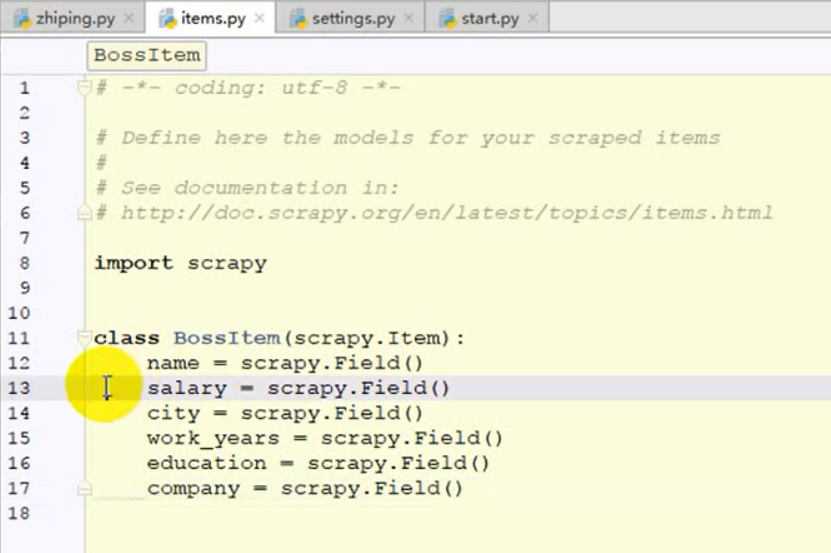 zhiping.py items.py settings.py start.py
BossItem
1 # -*- coding: utf-8 -*-
2
3 # Define here the models for your scraped items
4 #
5 # See documentation in:
6 # http://doc.scrapy.org/en/latest/topics/items.html
7
8 import scrapy
9
10
11 class BossItem(scrapy.Item):
12     name = scrapy.Field()
13     salary = scrapy.Field()
14     city = scrapy.Field()
15     work_years = scrapy.Field()
16     education = scrapy.Field()
17     company = scrapy.Field()
18